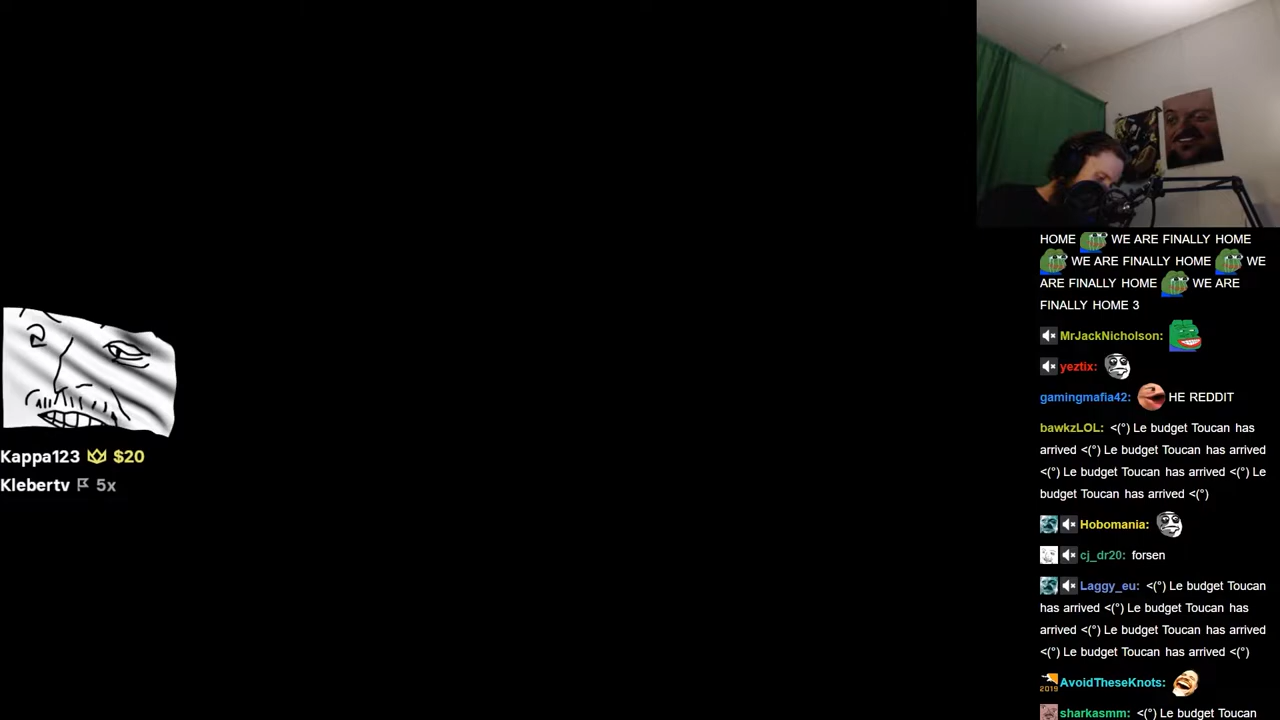 HOME WE ARE FINALLY HOME
WE ARE FINALLY HOME WE
ARE FINALLY HOME WE ARE
FINALLY HOME 3
MrJackNicholson:
yeztix:
gamingmafia42: HE REDDIT
bawkzLOL: <(°) Le budget Toucan has
arrived <(°) Le budget Toucan has arrived
<(°) Le budget Toucan has arrived <(°) Le
budget Toucan has arrived <(°)
Kappa123 $20
Klebertv 5x
Hobomania:
cj_dr20: forsen
Laggy_eu: <(°) Le budget Toucan
has arrived <(°) Le budget Toucan has
arrived <(°) Le budget Toucan has arrived
<(°) Le budget Toucan has arrived <(°)
2019 AvoidTheseKnots:
sharkasmm: <(°) Le budget Toucan